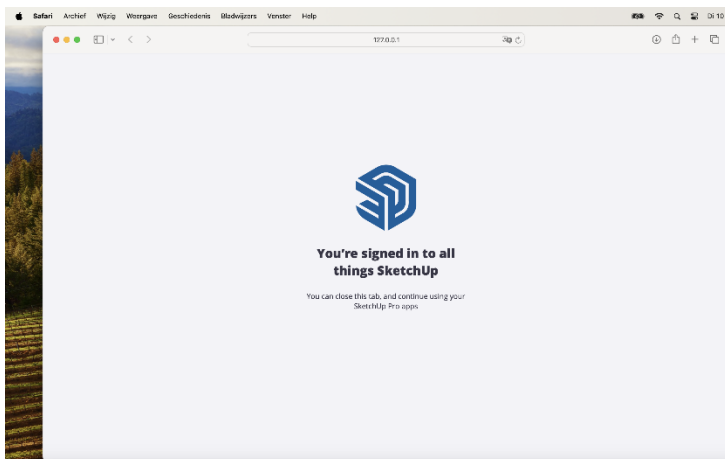 Safari Archief Wijzig Weergave Geschiedenis Bladwijzers Venster Help Di 10
127.0.0.1
You're signed in to all
things SketchUp
You can close this tab, and continue using your
SketchUp Pro apps